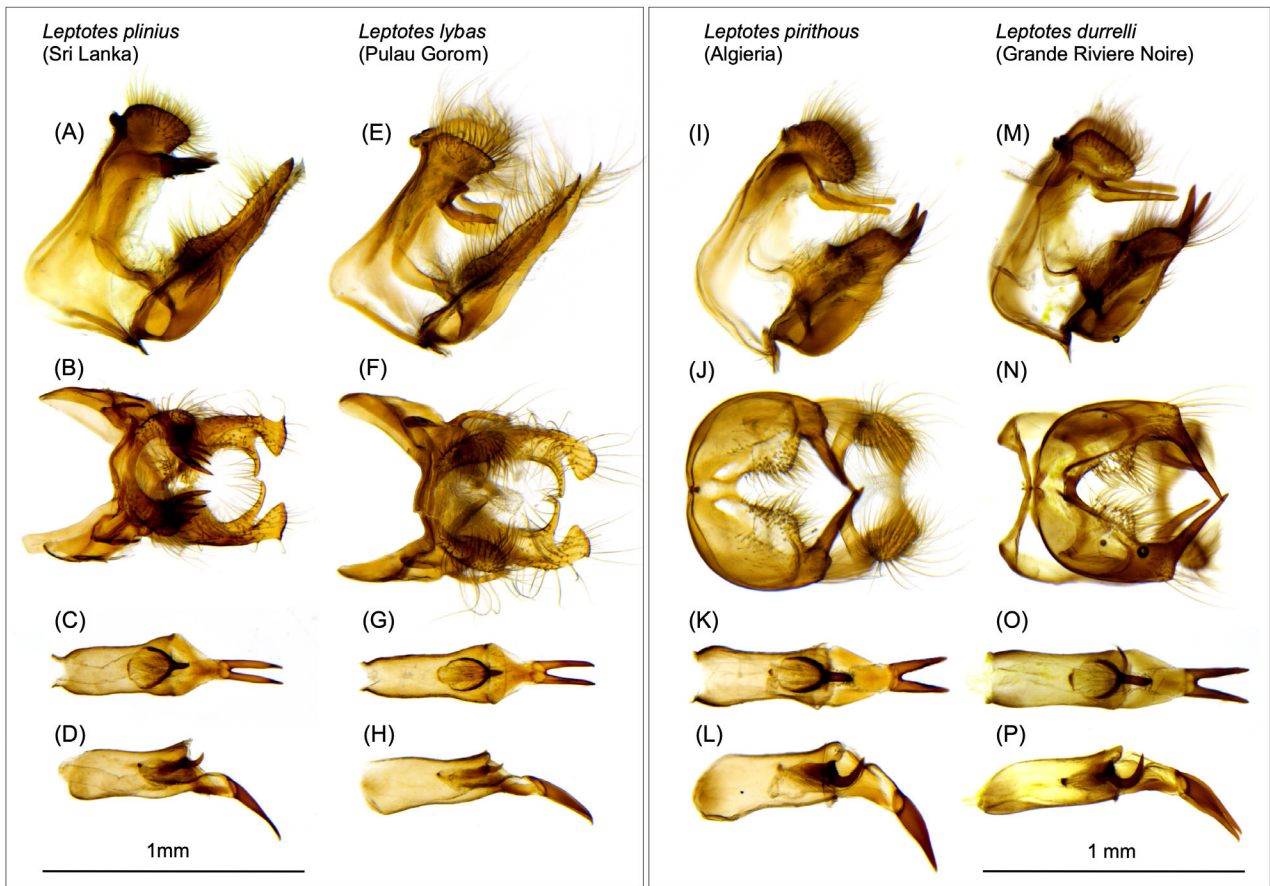 Leptotes plinius
(Sri Lanka)
Leptotes lybas
(Pulau Gorom)
Leptotes pirithous
(Algieria)
Leptotes durrelli
(Grande Riviere Noire)
(A)
(E)
(I)
(M)
(B)
(F)
(J)
(N)
(C)
(G)
(K)
(O)
(D)
(H)
(L)
(P)
1mm
1 mm